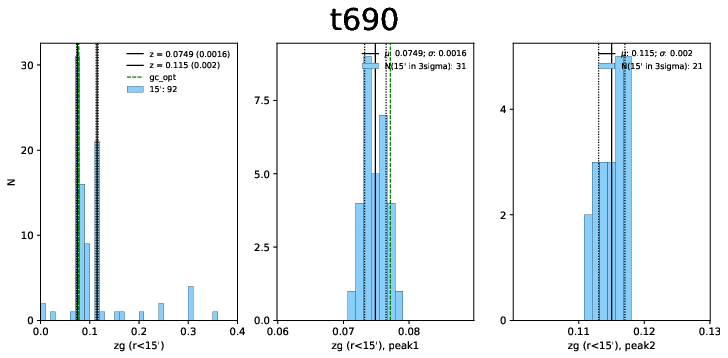 t690
z = 0.0749 (0.0016)
z = 0.115 (0.002)
gc_opt
15': 92
N
0
10
20
30
0.0
0.1
0.2
0.3
0.4
zg (r<15')
μ: 0.0749; σ: 0.0016
N(15' in 3sigma): 31
0.0
2.5
5.0
7.5
0.06
0.07
0.08
zg (r<15'), peak1
μ: 0.115; σ: 0.002
N(15' in 3sigma): 21
0
2
4
0.11
0.12
0.13
zg (r<15'), peak2